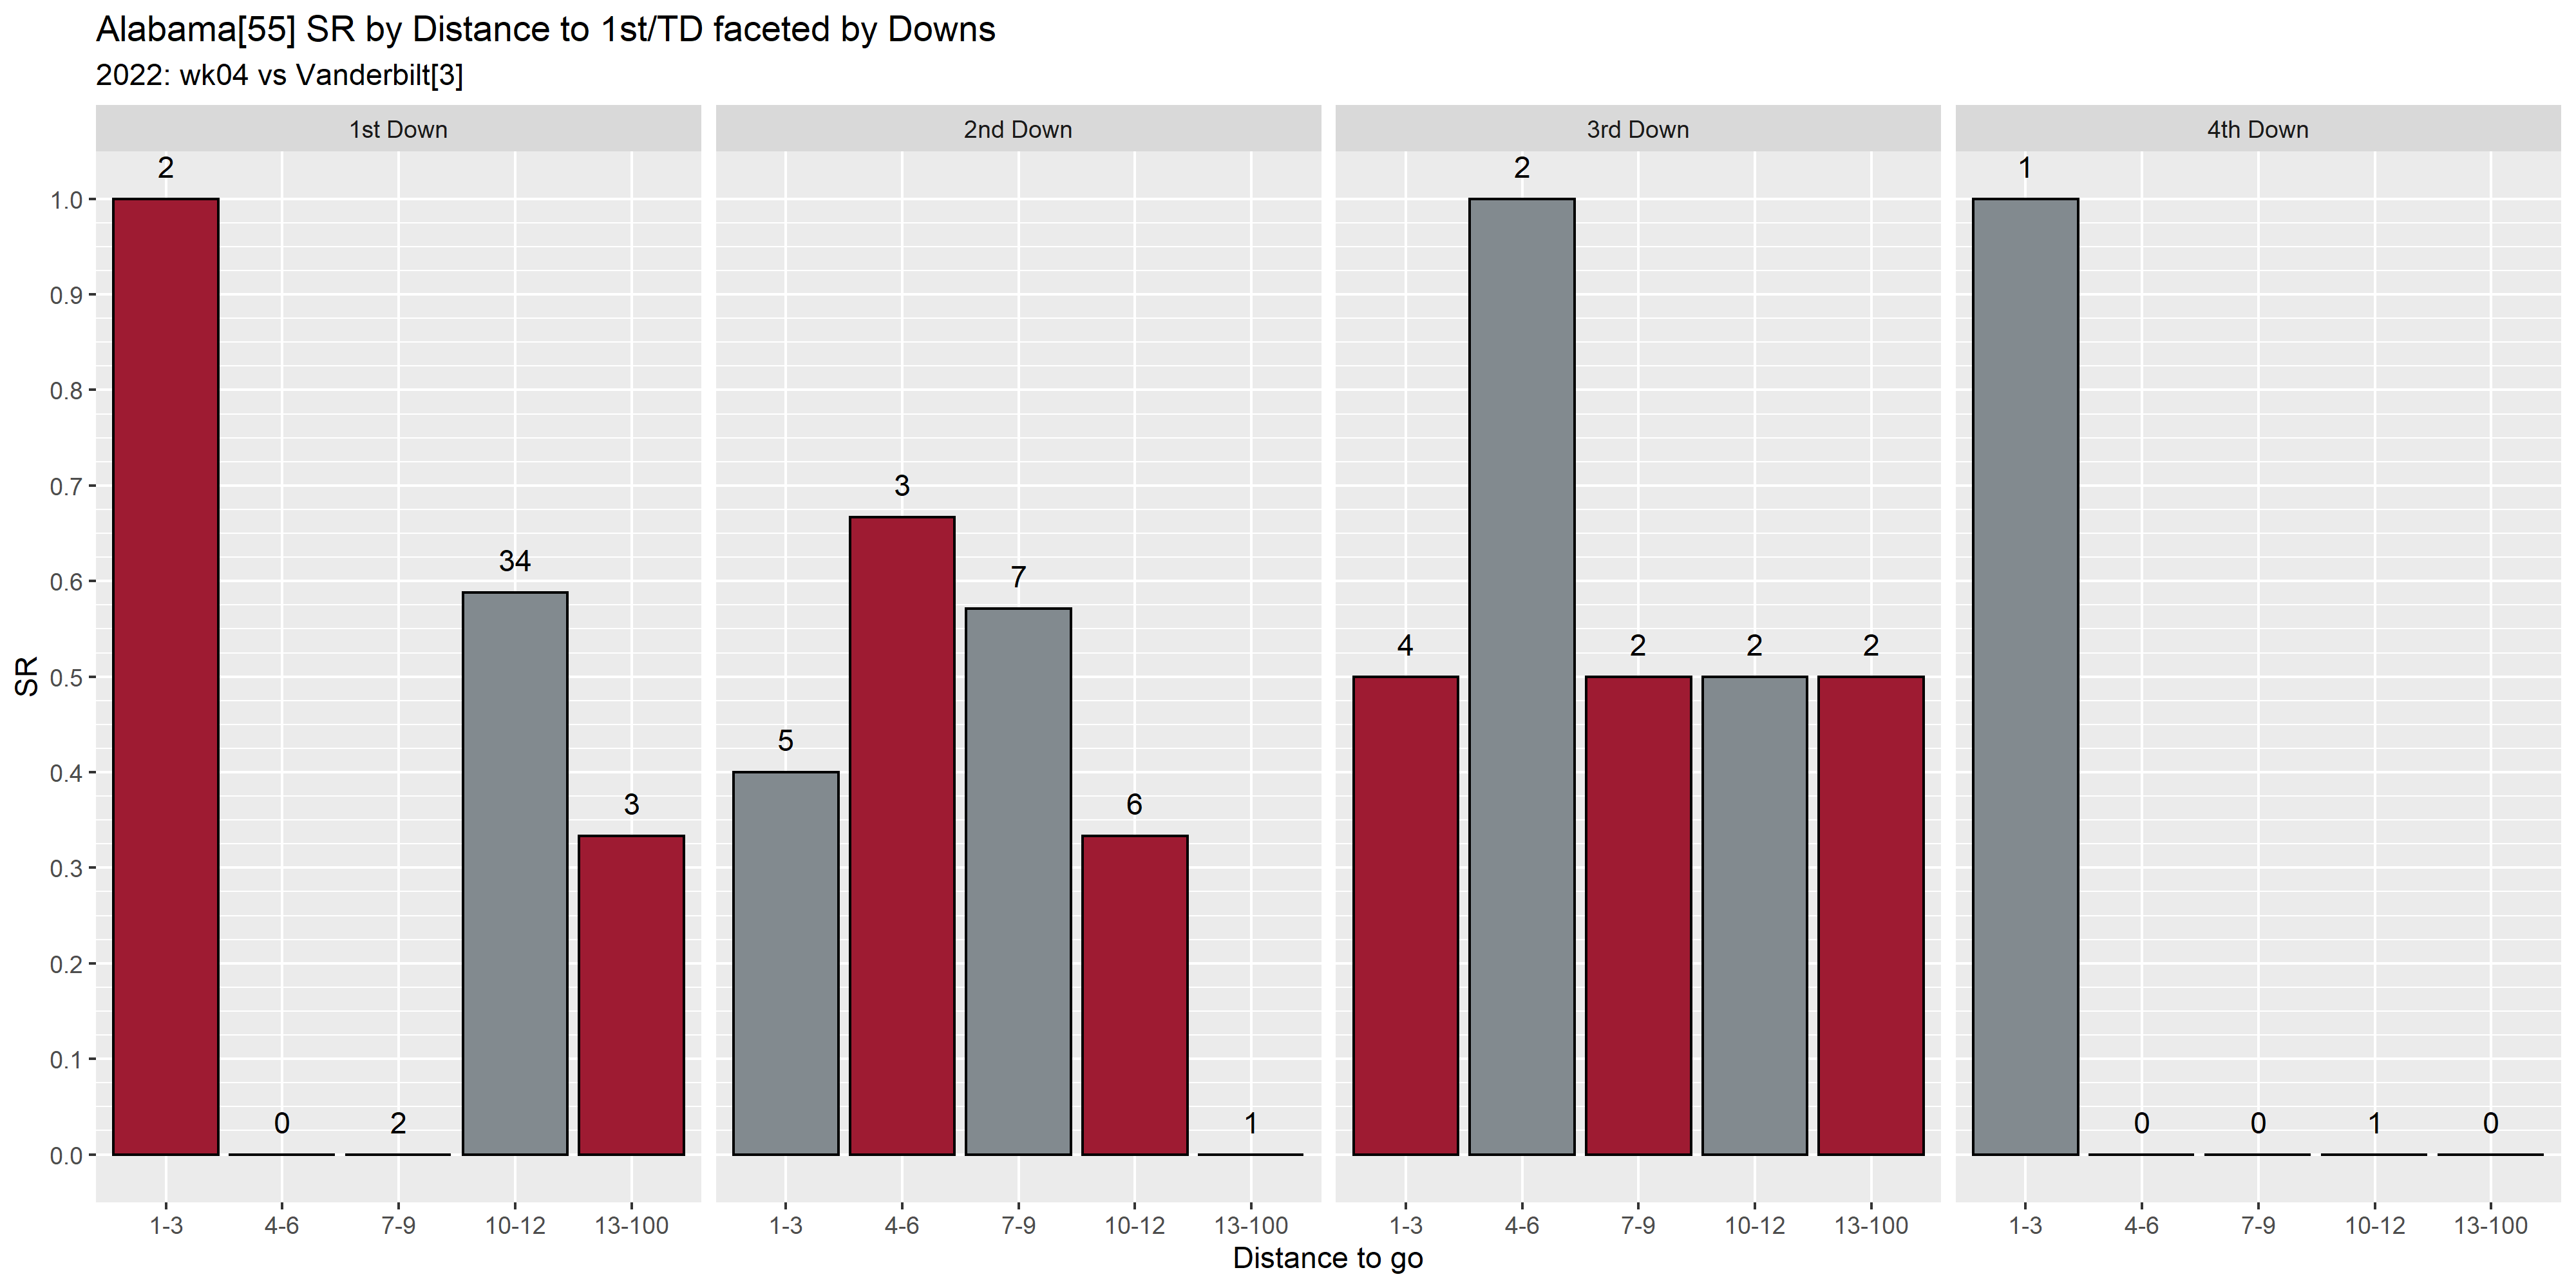 Alabama[55] SR by Distance to 1st/TD faceted by Downs
2022: wk04 vs Vanderbilt[3]
1st Down
2nd Down
3rd Down
4th Down
SR
1.0
0.9
0.8
0.7
0.6
0.5
0.4
0.3
0.2
0.1
0.0
2
0
2
34
3
5
3
7
6
1
4
2
2
2
2
1
0
0
1
0
1-3 4-6 7-9 10-12 13-100
1-3 4-6 7-9 10-12 13-100
1-3 4-6 7-9 10-12 13-100
1-3 4-6 7-9 10-12 13-100
Distance to go